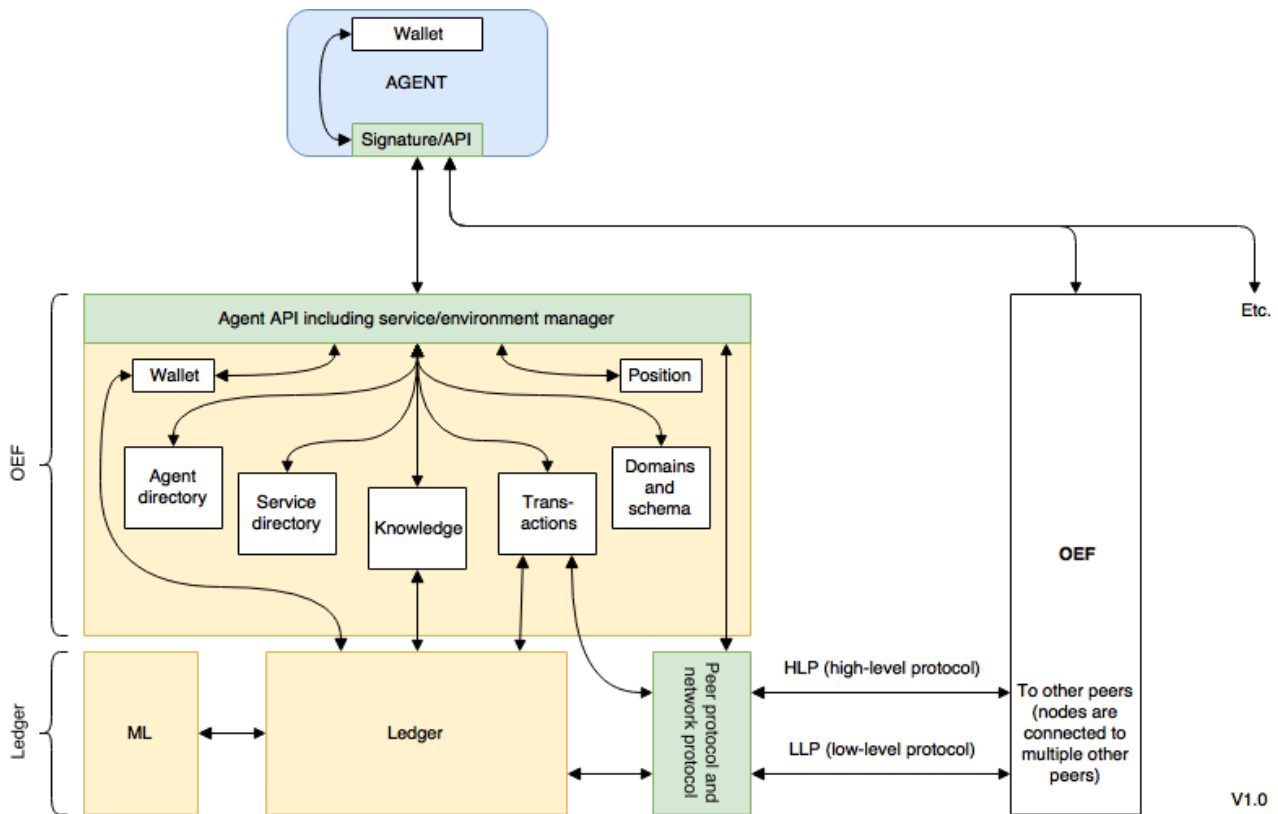 Wallet
AGENT
Signature/API
Etc.
Agent API including service/environment manager
Wallet
Position
OEF
Agent
directory
Service
directory
Knowledge
Trans-
actions
Domains
and
schema
OEF
Ledger
ML
Ledger
Peer protocol and
network protocol
HLP (high-level protocol)
LLP (low-level protocol)
To other peers
(nodes are
connected to
multiple other
peers)
V1.0